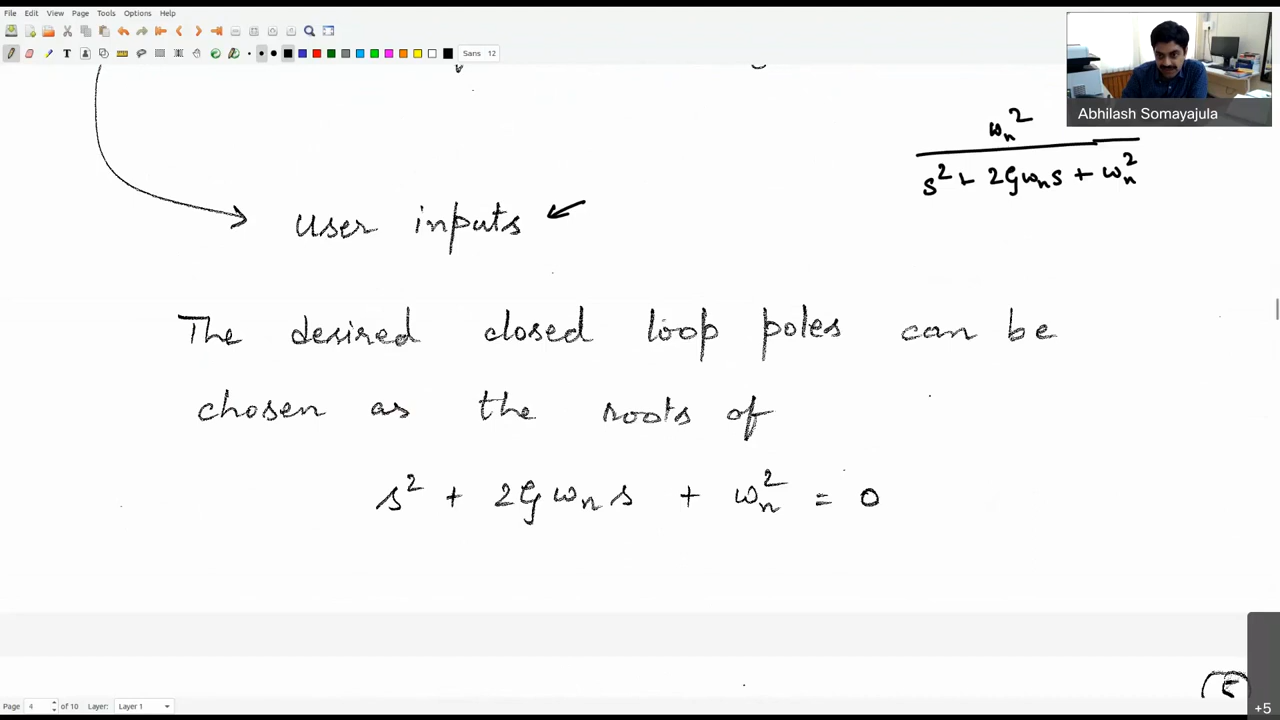 File Edit View Page Tools Options Help
T Sans 12
Abhilash Somayajula
ωn²
s² + 2ζωns + ωn²
User inputs
The desired closed loop poles can be
chosen as the roots of
s² + 2ζωns + ωn² = 0
5
Page 4 of 10 Layer: Layer 1
+5